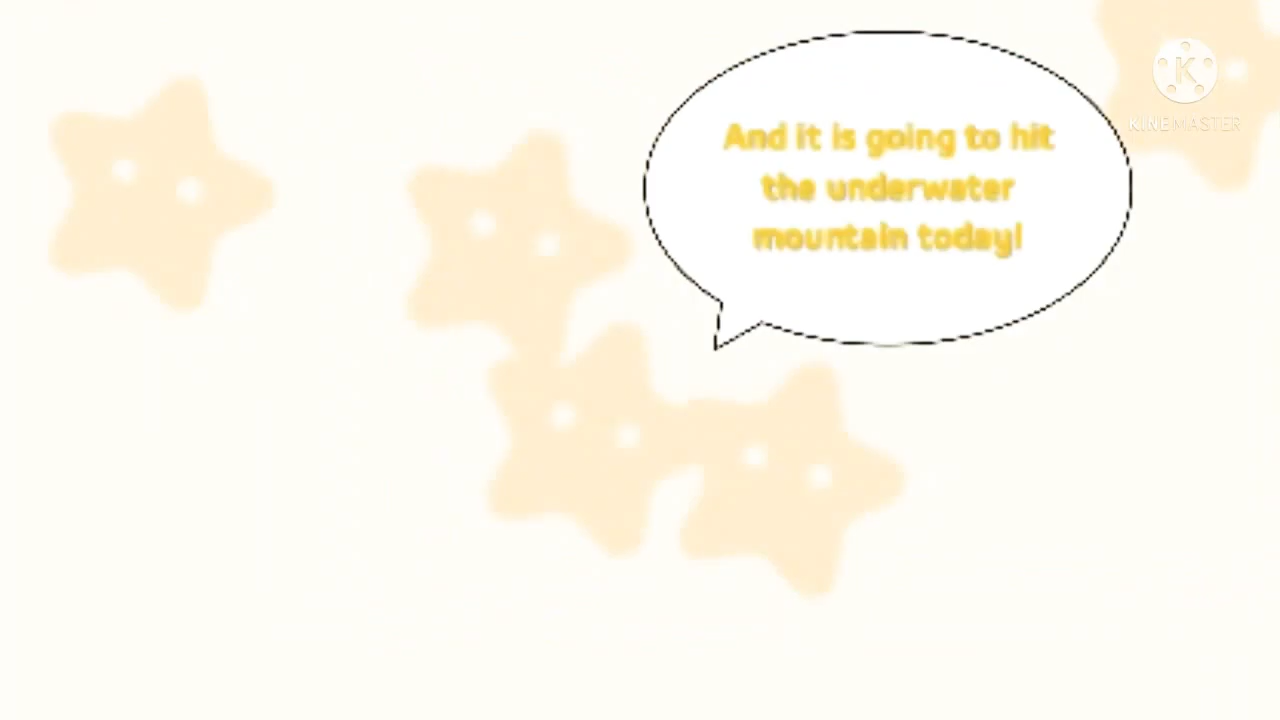 And it is going to hit
the underwater
mountain today!
K
KINEMASTER